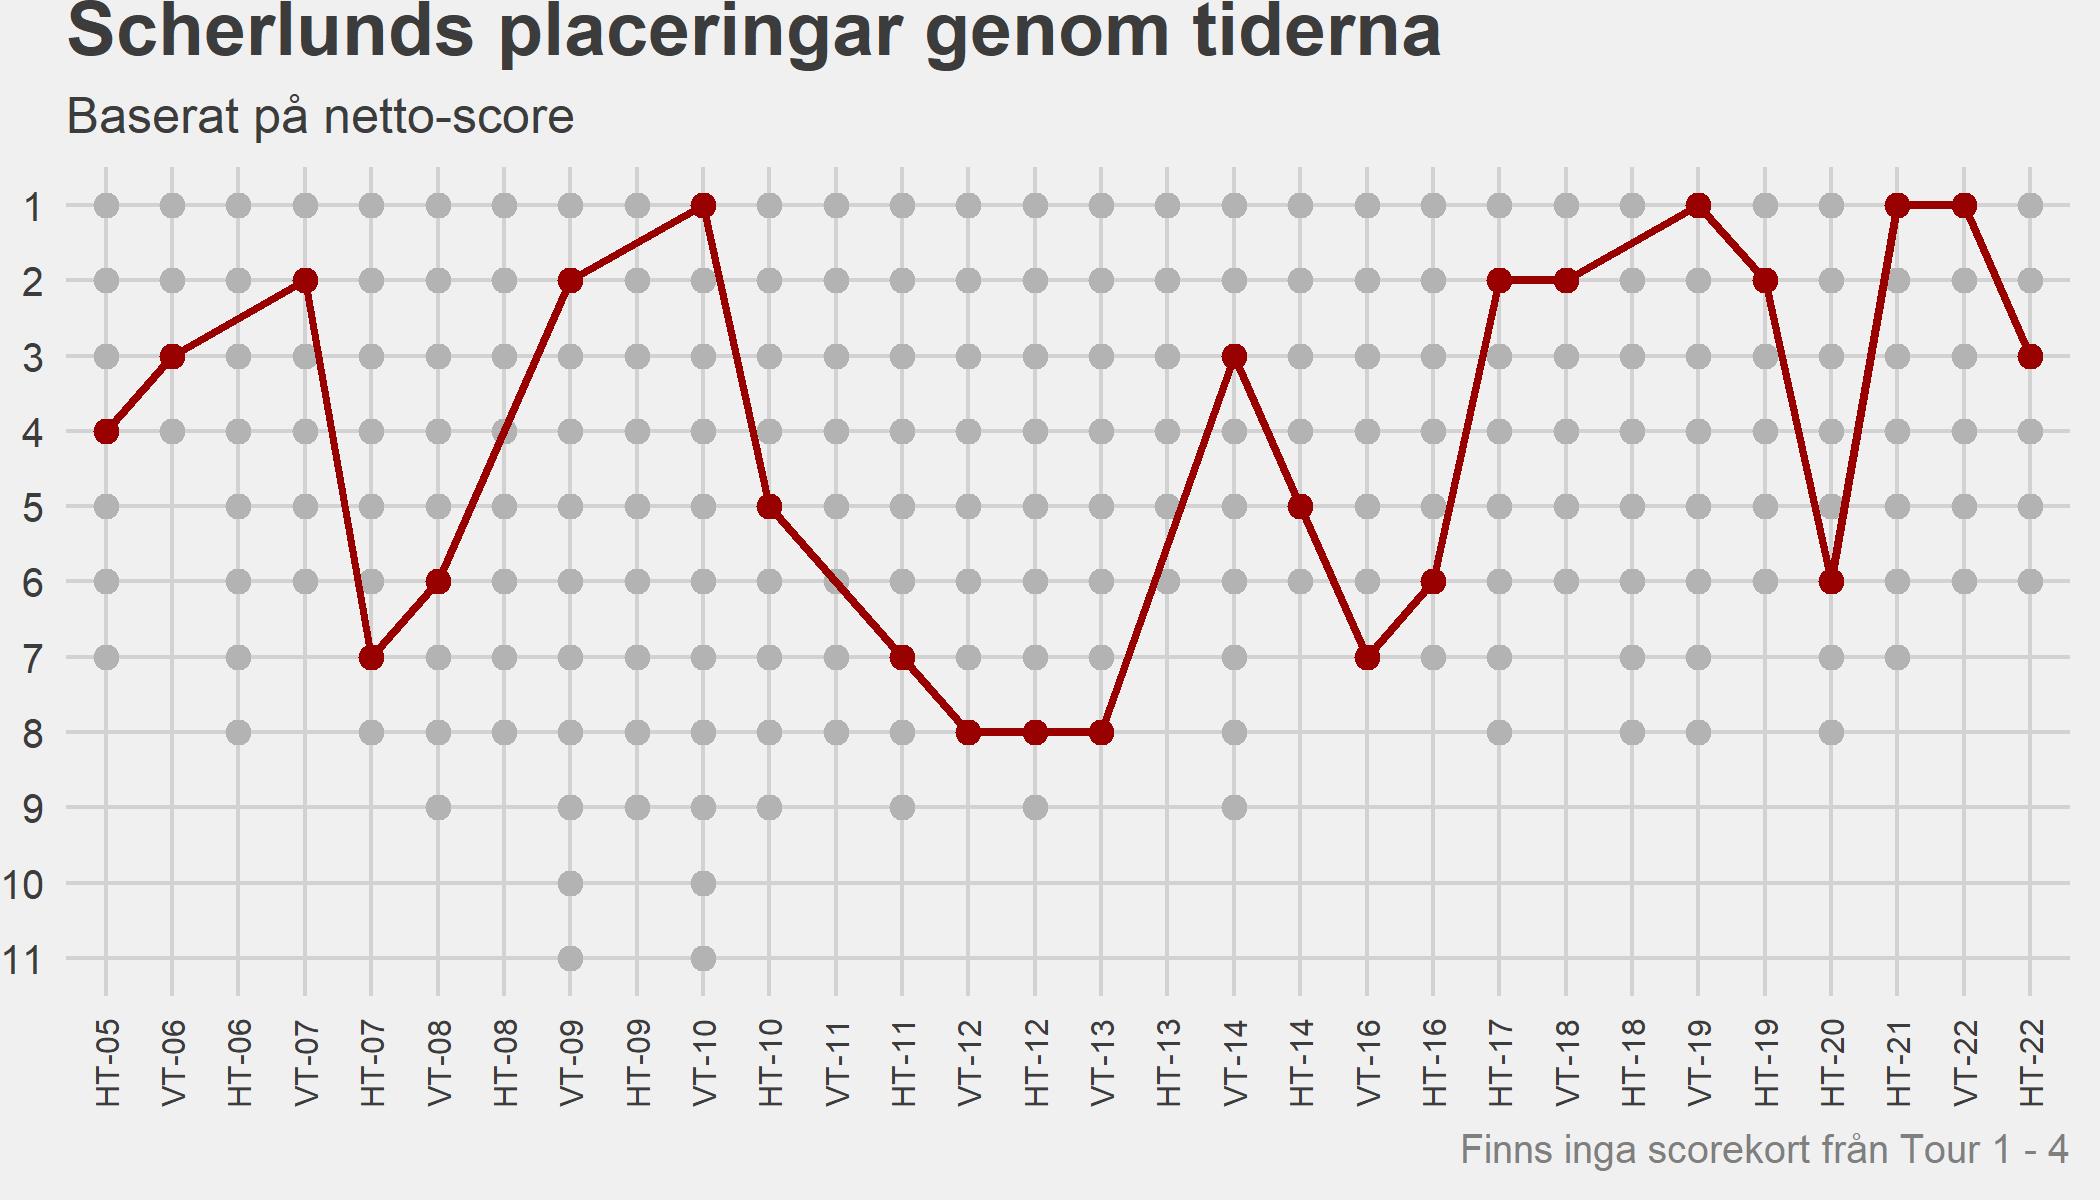 Scherlunds placeringar genom tiderna
Baserat på netto-score
1
2
3
4
5
6
7
8
9
10
11
HT-05
VT-06
HT-06
VT-07
HT-07
VT-08
HT-08
VT-09
HT-09
VT-10
HT-10
VT-11
HT-11
VT-12
HT-12
VT-13
HT-13
VT-14
HT-14
VT-16
HT-16
HT-17
VT-18
HT-18
VT-19
HT-19
HT-20
HT-21
VT-22
HT-22
Finns inga scorekort från Tour 1 - 4